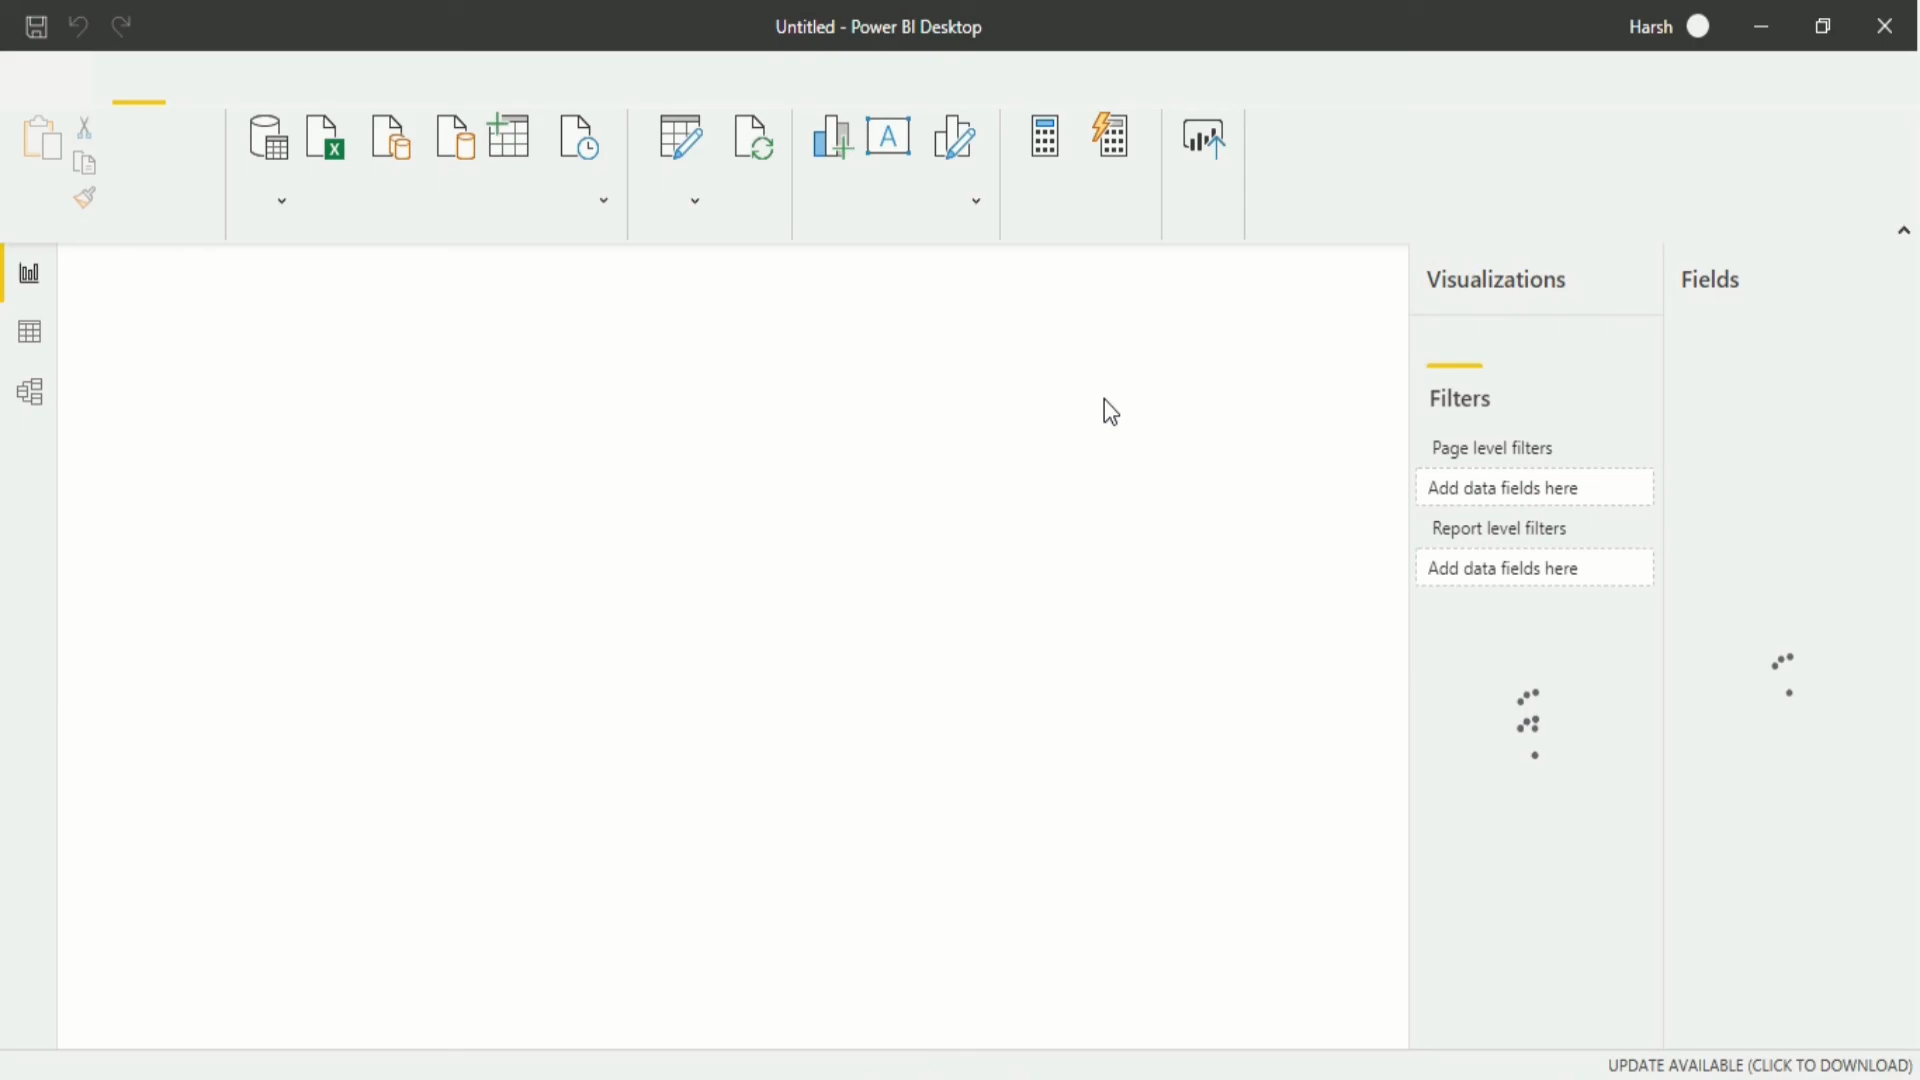 Untitled - Power BI Desktop
Harsh
X
A
Visualizations
Fields
Filters
Page level filters
Add data fields here
Report level filters
Add data fields here
UPDATE AVAILABLE (CLICK TO DOWNLOAD)